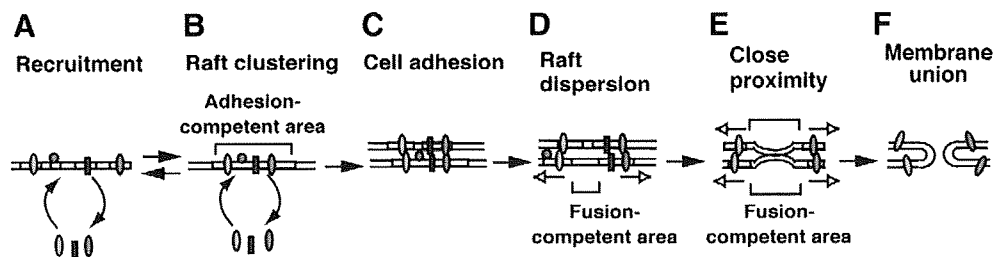 A
Recruitment
B
Raft clustering
Adhesion-
competent area
C
Cell adhesion
D
Raft
dispersion
Fusion-
competent area
E
Close
proximity
Fusion-
competent area
F
Membrane
union